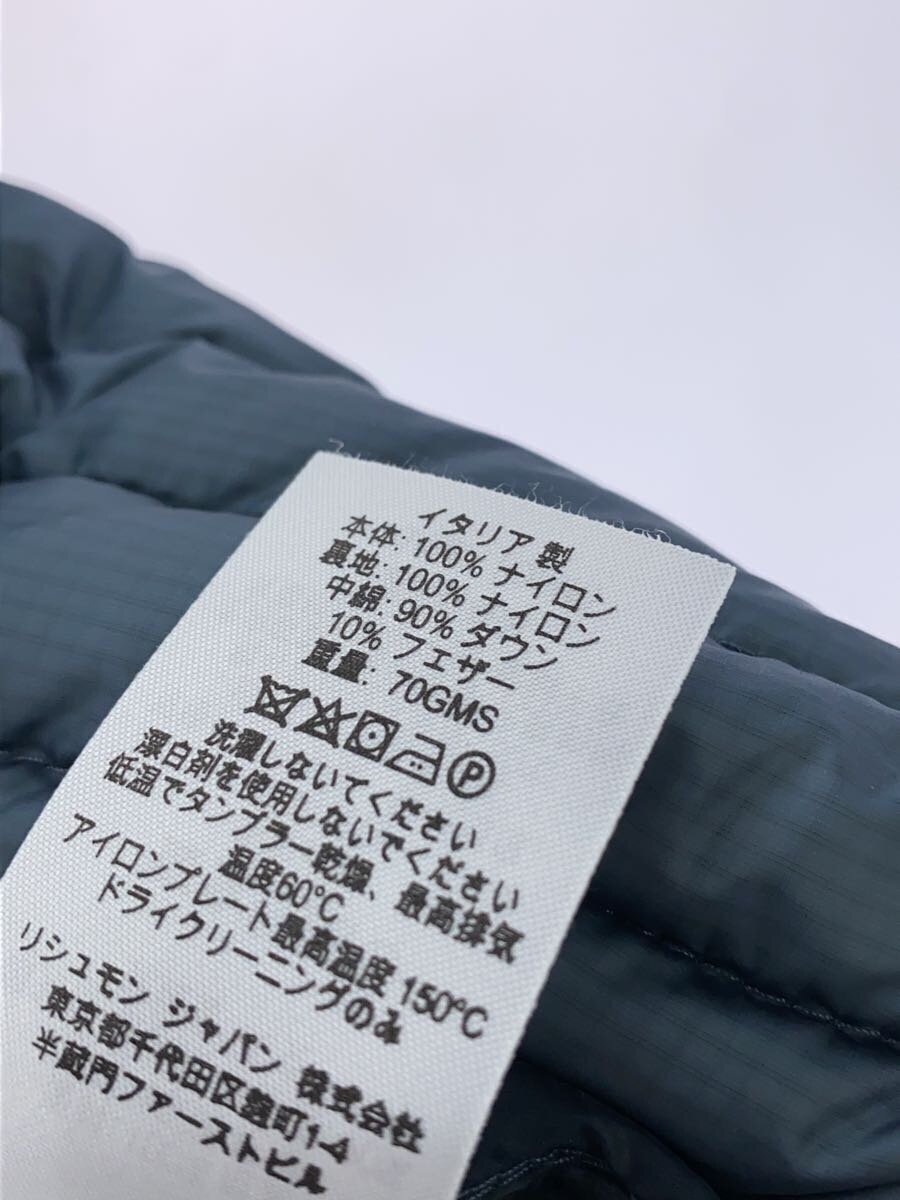 イタリア 製
本体: 100% ナイロン
裏地: 100% ナイロン
中綿: 90% ダウン
10% フェザー
重量: 70GMS
P
洗濯しないでください
漂白剤を使用しないでください
低温でタンブラー乾燥、最高排気
温度60°C
アイロンプレート最高温度 150°C
ドライクリーニングのみ
リシュモン ジャパン 株式会社
東京都千代田区麹町1-4
半蔵門ファーストビル